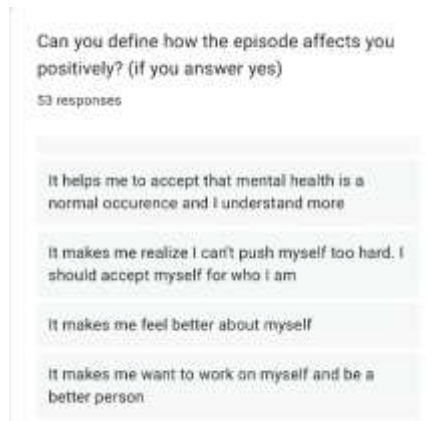 Can you define how the episode affects you
positively? (if you answer yes)
53 responses
It helps me to accept that mental health is a
normal occurence and I understand more
It makes me realize I can't push myself too hard. I
should accept myself for who I am
It makes me feel better about myself
It makes me want to work on myself and be a
better person